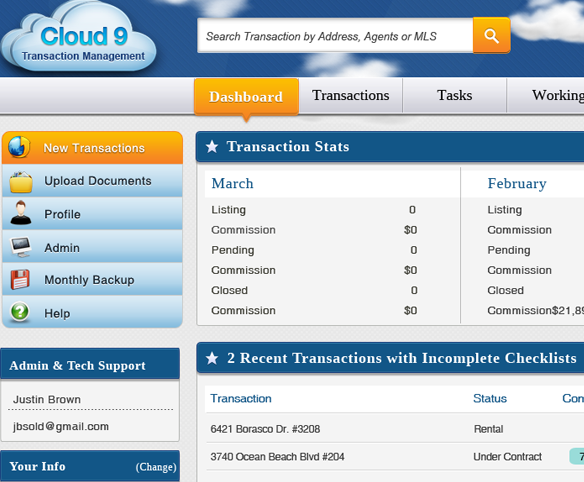 Cloud 9
Transaction Management
Search Transaction by Address, Agents or MLS
Dashboard Transactions Tasks Working
New Transactions
Upload Documents
Profile
Admin
Monthly Backup
Help
Admin & Tech Support
Justin Brown
jbsold@gmail.com
Your Info (Change)
Transaction Stats
March February
Listing 0 Listing
Commission $0 Commission
Pending 0 Pending
Commission $0 Commission
Closed 0 Closed
Commission $0 Commission$21,89
2 Recent Transactions with Incomplete Checklists
Transaction Status Com
6421 Borasco Dr. #3208 Rental
3740 Ocean Beach Blvd #204 Under Contract 7